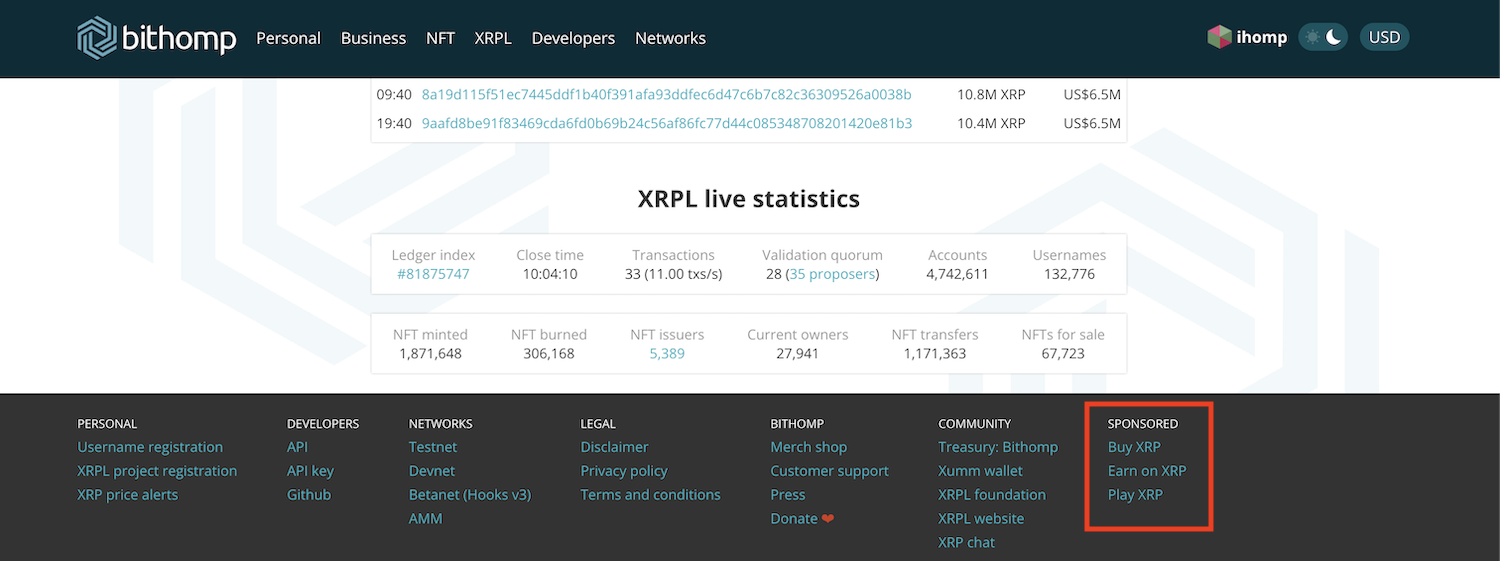 bithomp Personal Business NFT XRPL Developers Networks ihomp USD
09:40 8a19d115f51ec7445ddf1b40f391afa93ddfec6d47c6b7c82c36309526a0038b 10.8M XRP US$6.5M
19:40 9aafd8be91f83469cda6fd0b69b24c56af86fc77d44c085348708201420e81b3 10.4M XRP US$6.5M
XRPL live statistics
Ledger index Close time Transactions Validation quorum Accounts Usernames
#81875747 10:04:10 33 (11.00 txs/s) 28 (35 proposers) 4,742,611 132,776
NFT minted NFT burned NFT issuers Current owners NFT transfers NFTs for sale
1,871,648 306,168 5,389 27,941 1,171,363 67,723
PERSONAL
Username registration
XRPL project registration
XRP price alerts
DEVELOPERS
API
API key
Github
NETWORKS
Testnet
Devnet
Betanet (Hooks v3)
AMM
LEGAL
Disclaimer
Privacy policy
Terms and conditions
BITHOMP
Merch shop
Customer support
Press
Donate ❤
COMMUNITY
Treasury: Bithomp
Xumm wallet
XRPL foundation
XRPL website
XRP chat
SPONSORED
Buy XRP
Earn on XRP
Play XRP